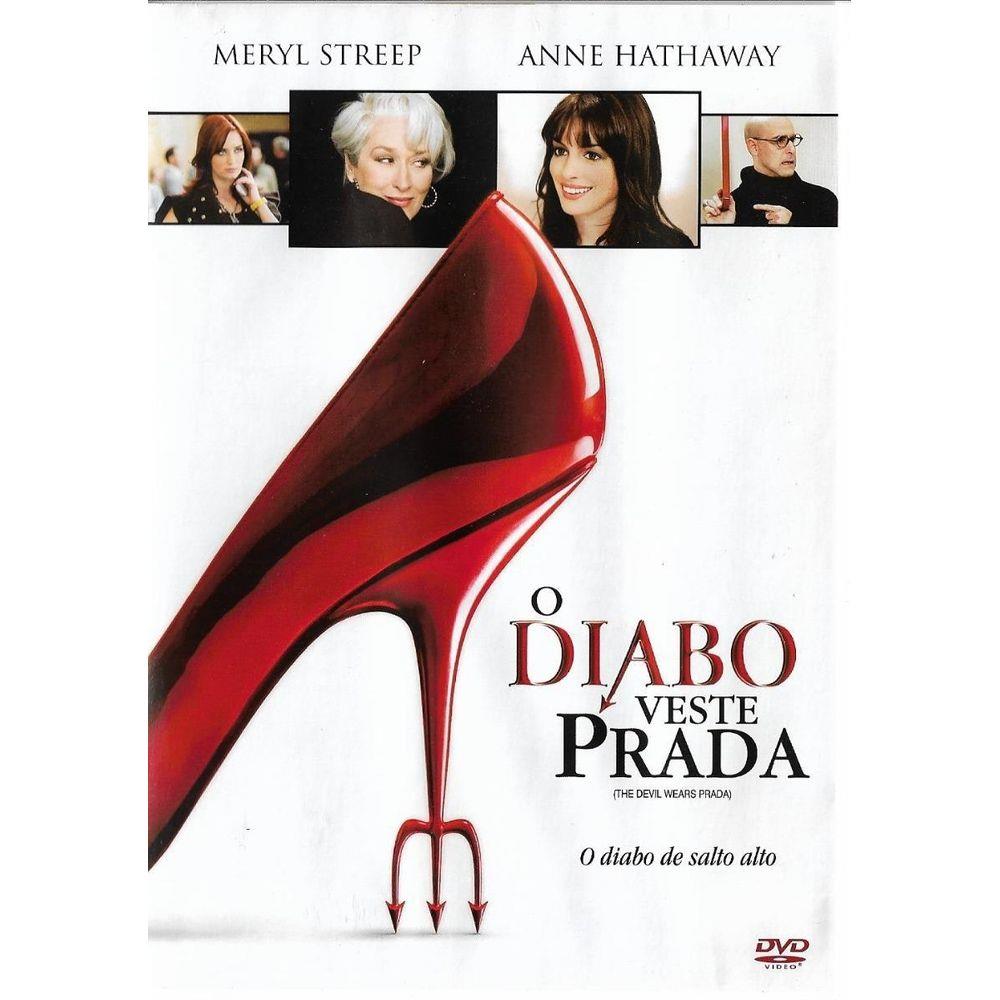 MERYL STREEP ANNE HATHAWAY
O
DIABO
VESTE
PRADA
(THE DEVIL WEARS PRADA)
O diabo de salto alto
DVD
VIDEO